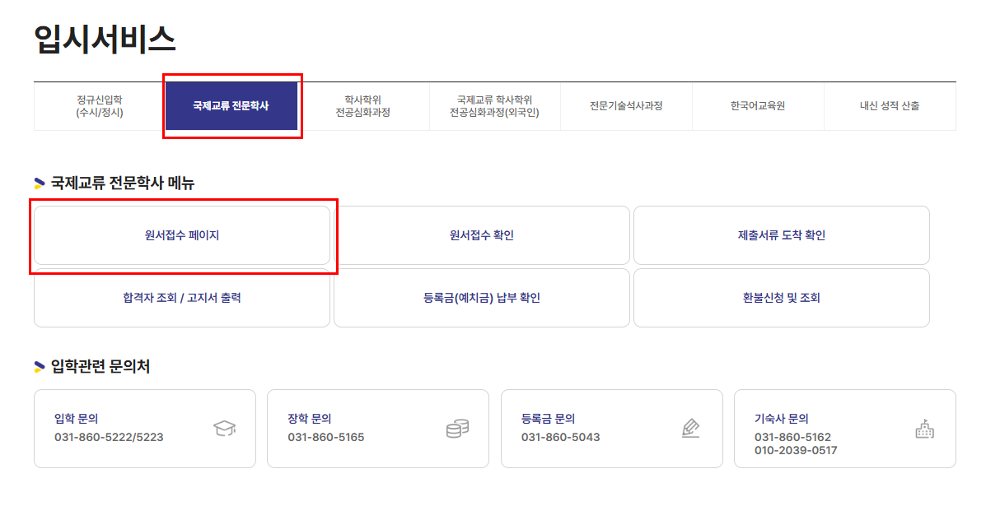 입시서비스
정규신입학
(수시/정시)
국제교류 전문학사
학사학위
전공심화과정
국제교류 학사학위
전공심화과정(외국인)
전문기술석사과정
한국어교육원
내신 성적 산출
국제교류 전문학사 메뉴
원서접수 페이지
원서접수 확인
제출서류 도착 확인
합격자 조회 / 고지서 출력
등록금(예치금) 납부 확인
환불신청 및 조회
입학관련 문의처
입학 문의
031-860-5222/5223
장학 문의
031-860-5165
등록금 문의
031-860-5043
기숙사 문의
031-860-5162
010-2039-0517